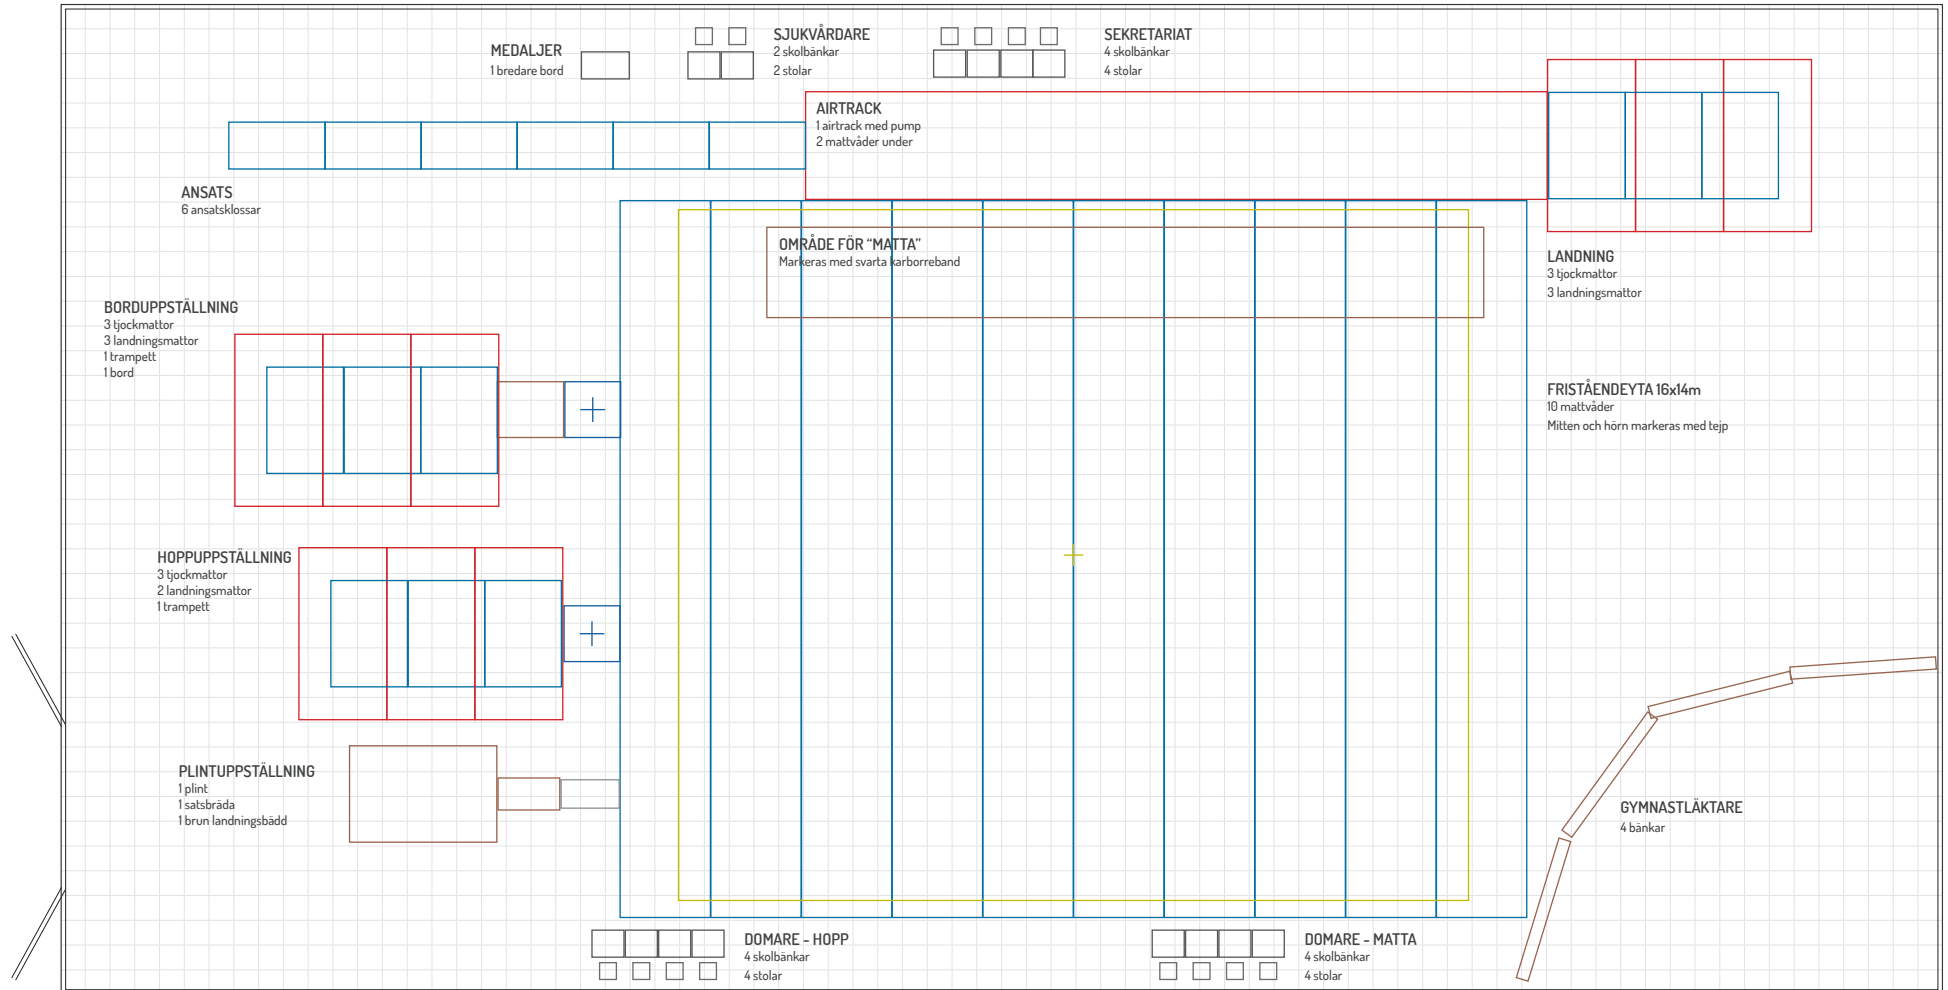 MEDALJER
1 bredare bord
SJUKVÅRDARE
2 skolbänkar
2 stolar
SEKRETARIAT
4 skolbänkar
4 stolar
AIRTRACK
1 airtrack med pump
2 mattvåder under
ANSATS
6 ansatsklossar
OMRÅDE FÖR “MATTA”
Markeras med svarta karborreband
LANDNING
3 tjockmattor
3 landningsmattor
BORDUPPSTÄLLNING
3 tjockmattor
3 landningsmattor
1 trampett
1 bord
FRISTÅENDEYTA 16x14m
10 mattvåder
Mitten och hörn markeras med tejp
HOPPUPPSTÄLLNING
3 tjockmattor
2 landningsmattor
1 trampett
PLINTUPPSTÄLLNING
1 plint
1 satsbräda
1 brun landningsbädd
GYMNASTLÄKTARE
4 bänkar
DOMARE - HOPP
4 skolbänkar
4 stolar
DOMARE - MATTA
4 skolbänkar
4 stolar